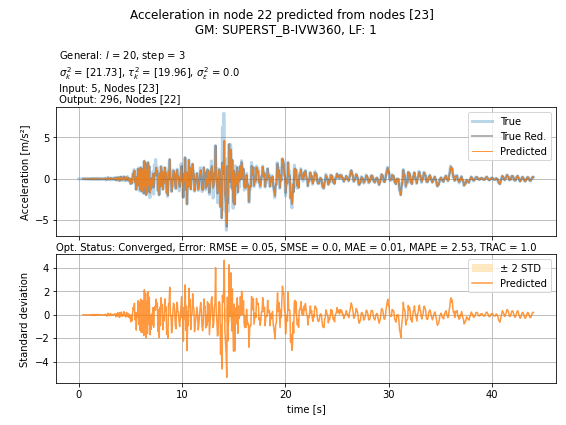 Acceleration in node 22 predicted from nodes [23]
GM: SUPERST_B-IVW360, LF: 1
General: l = 20, step = 3
σ²ₖ = [21.73], τ²ₖ = [19.96], σ²ε = 0.0
Input: 5, Nodes [23]
Output: 296, Nodes [22]
Acceleration [m/s²]
5
0
−5
True
True Red.
Predicted
Opt. Status: Converged, Error: RMSE = 0.05, SMSE = 0.0, MAE = 0.01, MAPE = 2.53, TRAC = 1.0
Standard deviation
4
2
0
−2
−4
± 2 STD
Predicted
0 10 20 30 40
time [s]